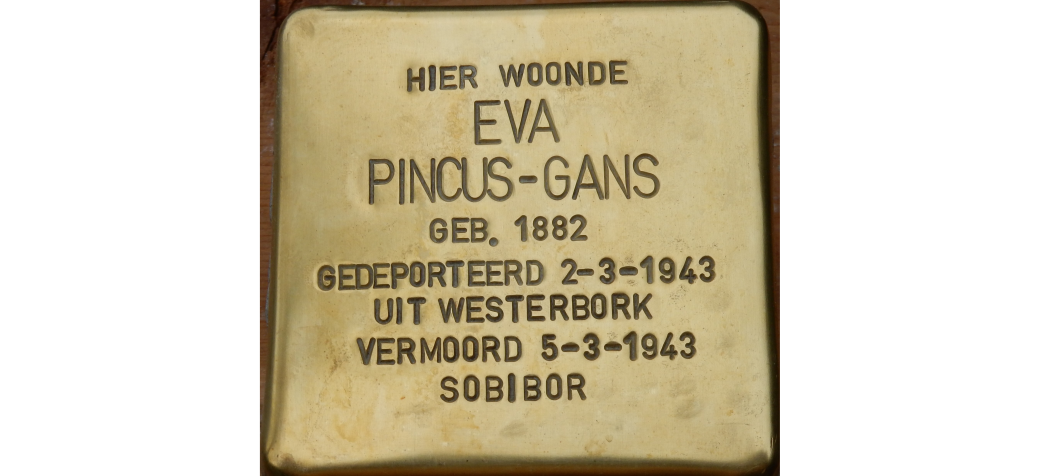 HIER WOONDE
EVA
PINCUS-GANS
GEB. 1882
GEDEPORTEERD 2-3-1943
UIT WESTERBORK
VERMOORD 5-3-1943
SOBIBOR